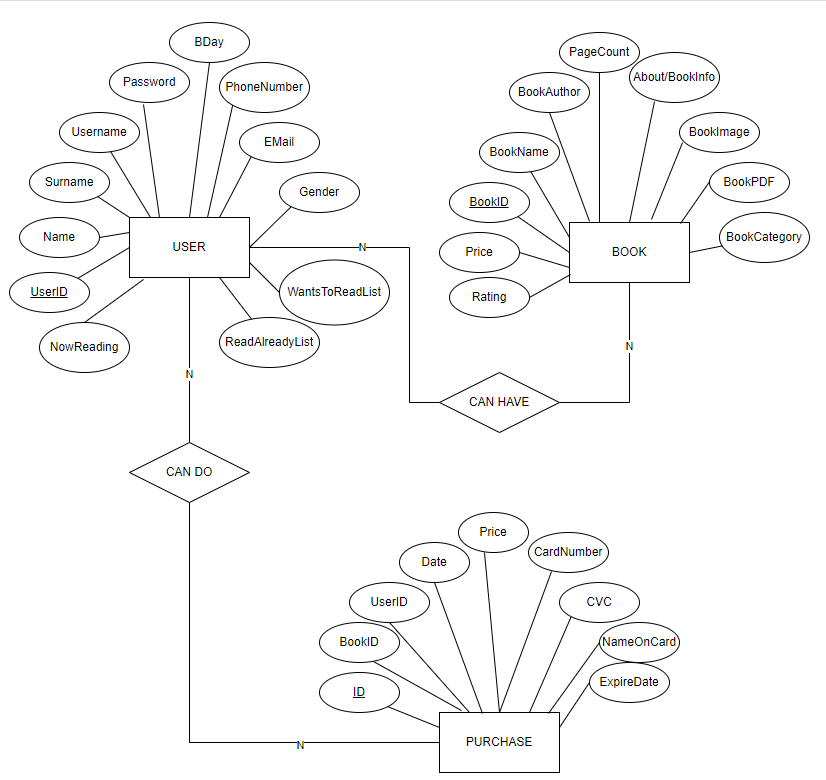 BDay
PageCount
Password
PhoneNumber
About/BookInfo
BookAuthor
Username
EMail
BookImage
BookName
Surname
Gender
BookPDF
BookID
Name
USER
N
Price
BOOK
BookCategory
UserID
WantsToReadList
Rating
NowReading
ReadAlreadyList
N
N
CAN HAVE
CAN DO
Price
CardNumber
Date
UserID
CVC
BookID
NameOnCard
ID
ExpireDate
PURCHASE
N